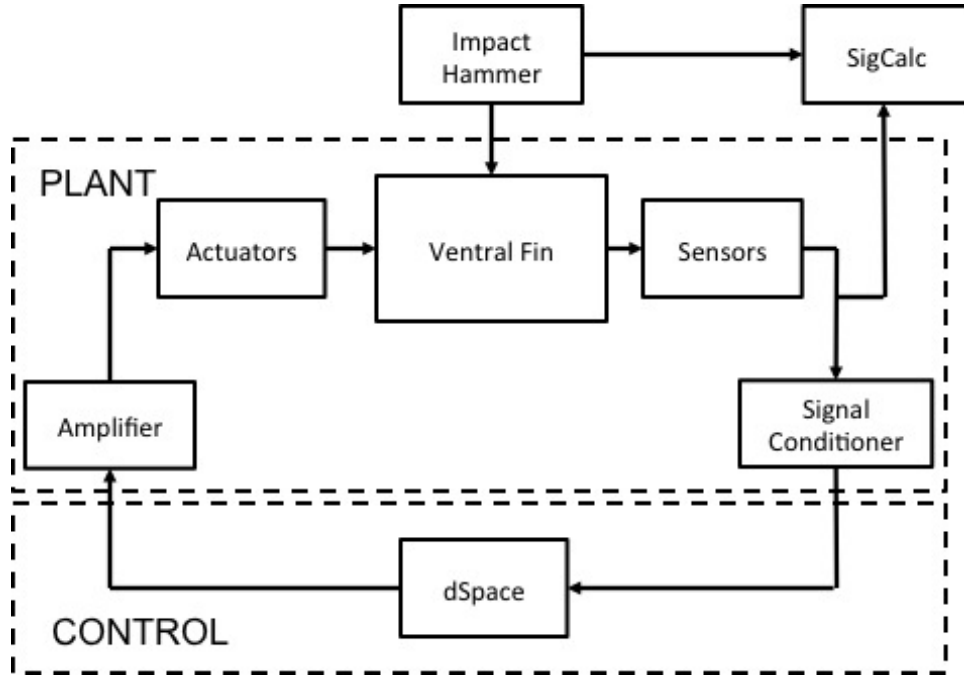 Impact
Hammer
SigCalc
PLANT
Actuators
Ventral Fin
Sensors
Amplifier
Signal
Conditioner
dSpace
CONTROL